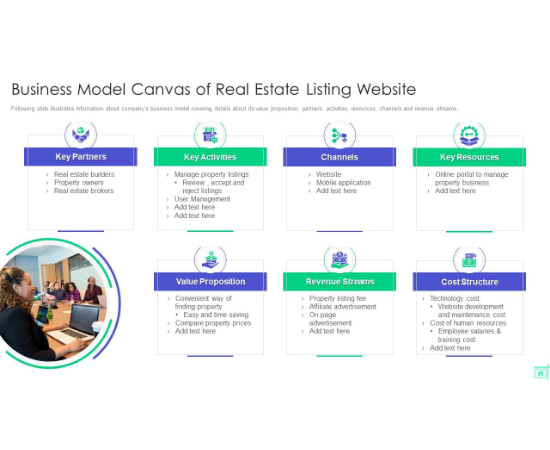 Business Model Canvas of Real Estate Listing Website
Following slide illustrates information about company's business model covering details about its value proposition, partners, activities, resources, channels and revenue streams.
Key Partners
› Real estate builders
› Property owners
› Real estate brokers
Key Activities
› Manage property listings
• Review , accept and
reject listings
› User Management
› Add text here
› Add text here
Channels
› Website
› Mobile application
› Add text here
Key Resources
› Online portal to manage
property business
› Add text here
Value Proposition
› Convenient way of
finding property
• Easy and time saving
› Compare property prices
› Add text here
Revenue Streams
› Property listing fee
› Affiliate advertisement
› On page
advertisement
› Add text here
Cost Structure
› Technology cost
• Website development
and maintenance cost
› Cost of human resources
• Employee salaries &
training cost
› Add text here